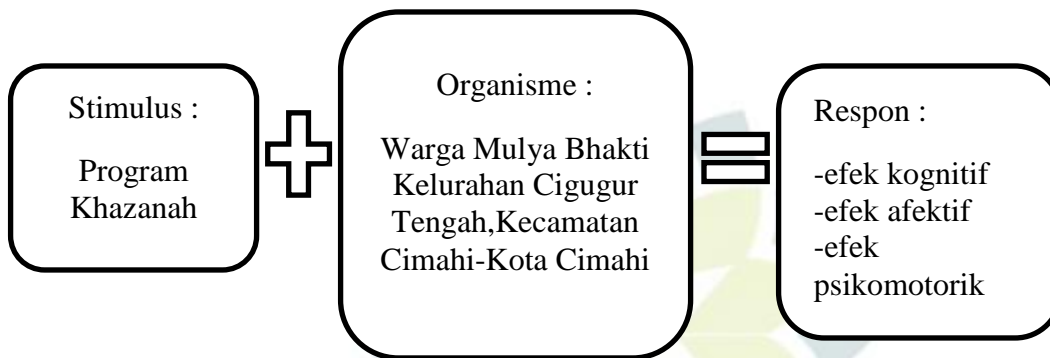 Stimulus :
Program
Khazanah
Organisme :
Warga Mulya Bhakti
Kelurahan Cigugur
Tengah,Kecamatan
Cimahi-Kota Cimahi
Respon :
-efek kognitif
-efek afektif
-efek
psikomotorik